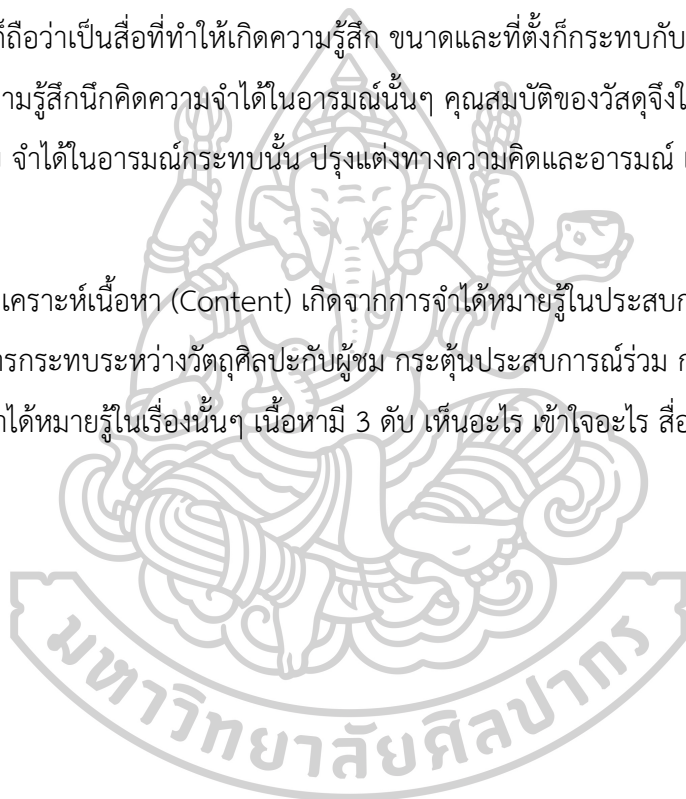 ก็ถือว่าเป็นสื่อที่ทำให้เกิดความรู้สึก ขนาดและที่ตั้งก็กระทบกับ
ามรู้สึกนึกคิดความจำได้ในอารมณ์นั้นๆ คุณสมบัติของวัสดุจึงใ
จำได้ในอารมณ์กระทบนั้น ปรุงแต่งทางความคิดและอารมณ์
เคราะห์เนื้อหา (Content) เกิดจากการจำได้หมายรู้ในประสบก
ารกระทบระหว่างวัตถุศิลปะกับผู้ชม กระตุ้นประสบการณ์ร่วม ก
าได้หมายรู้ในเรื่องนั้นๆ เนื้อหามี 3 ดับ เห็นอะไร เข้าใจอะไร สื่อ
มหาวิทยาลัยศิลปากร